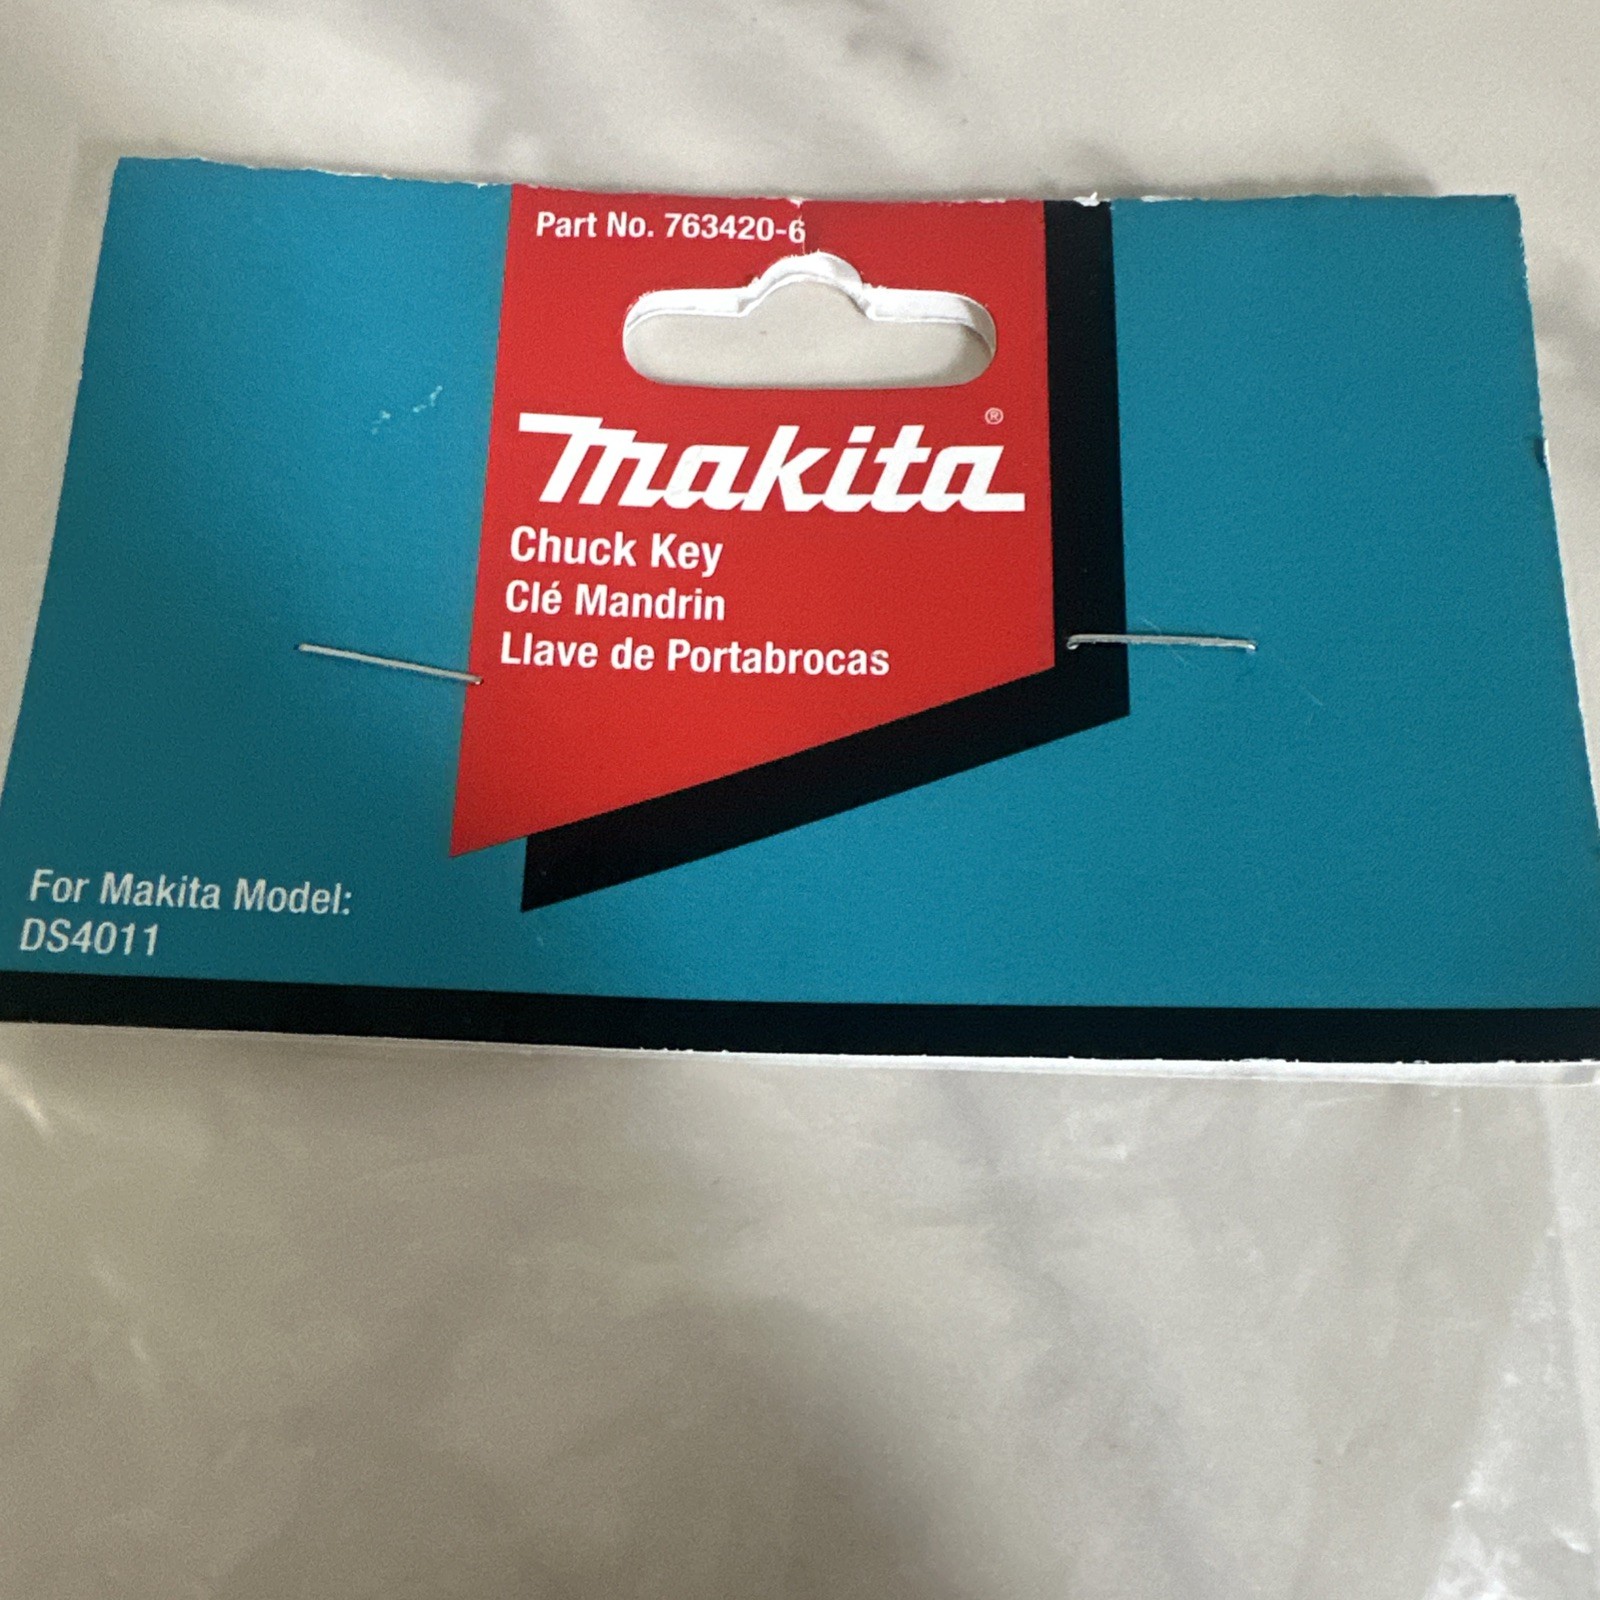 Part No. 763420-6
makita®
Chuck Key
Clé Mandrin
Llave de Portabrocas
For Makita Model:
DS4011